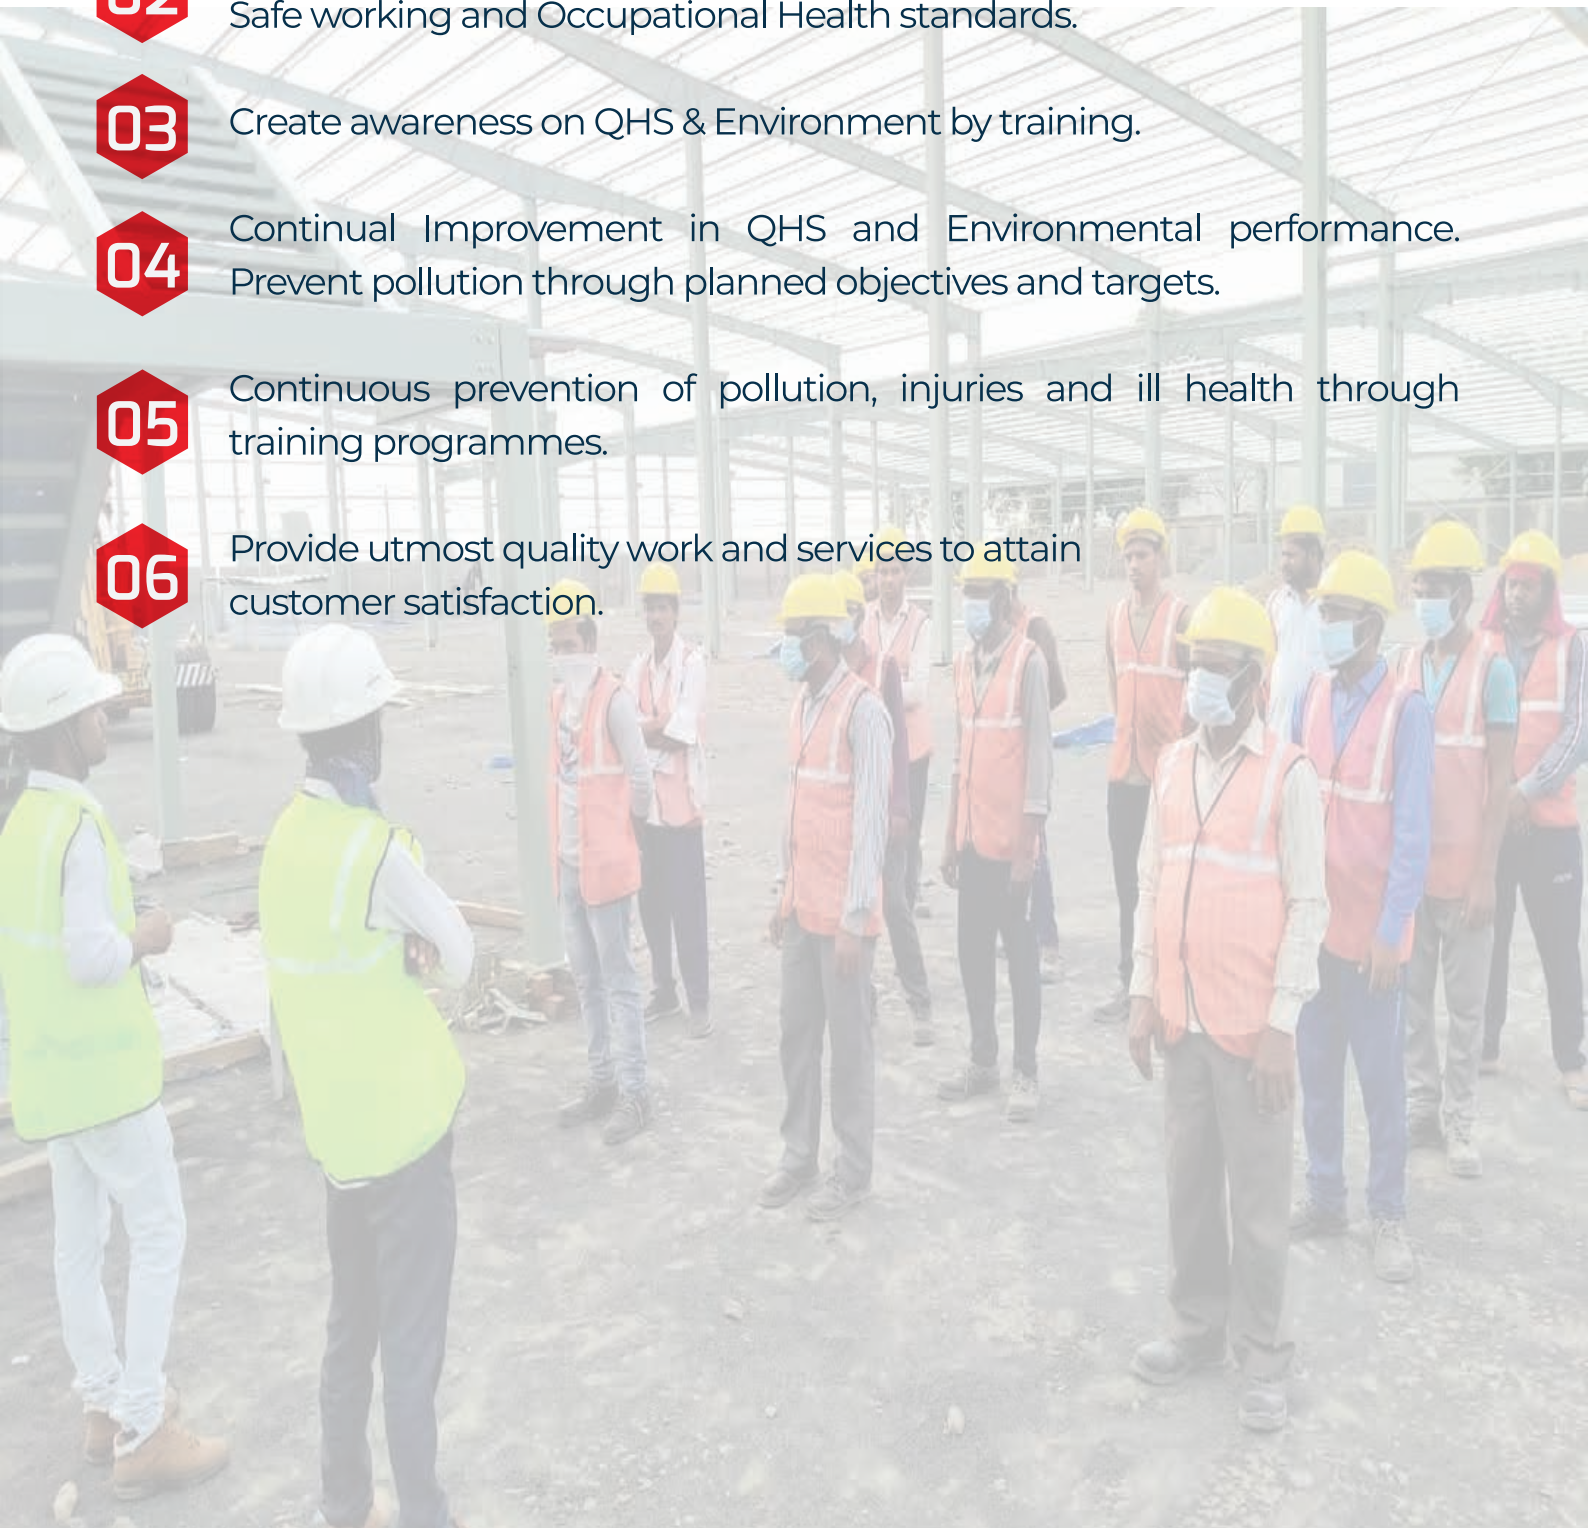 02
Safe working and Occupational Health standards.
03
Create awareness on QHS & Environment by training.
04
Continual Improvement in QHS and Environmental performance.
Prevent pollution through planned objectives and targets.
05
Continuous prevention of pollution, injuries and ill health through
training programmes.
06
Provide utmost quality work and services to attain
customer satisfaction.